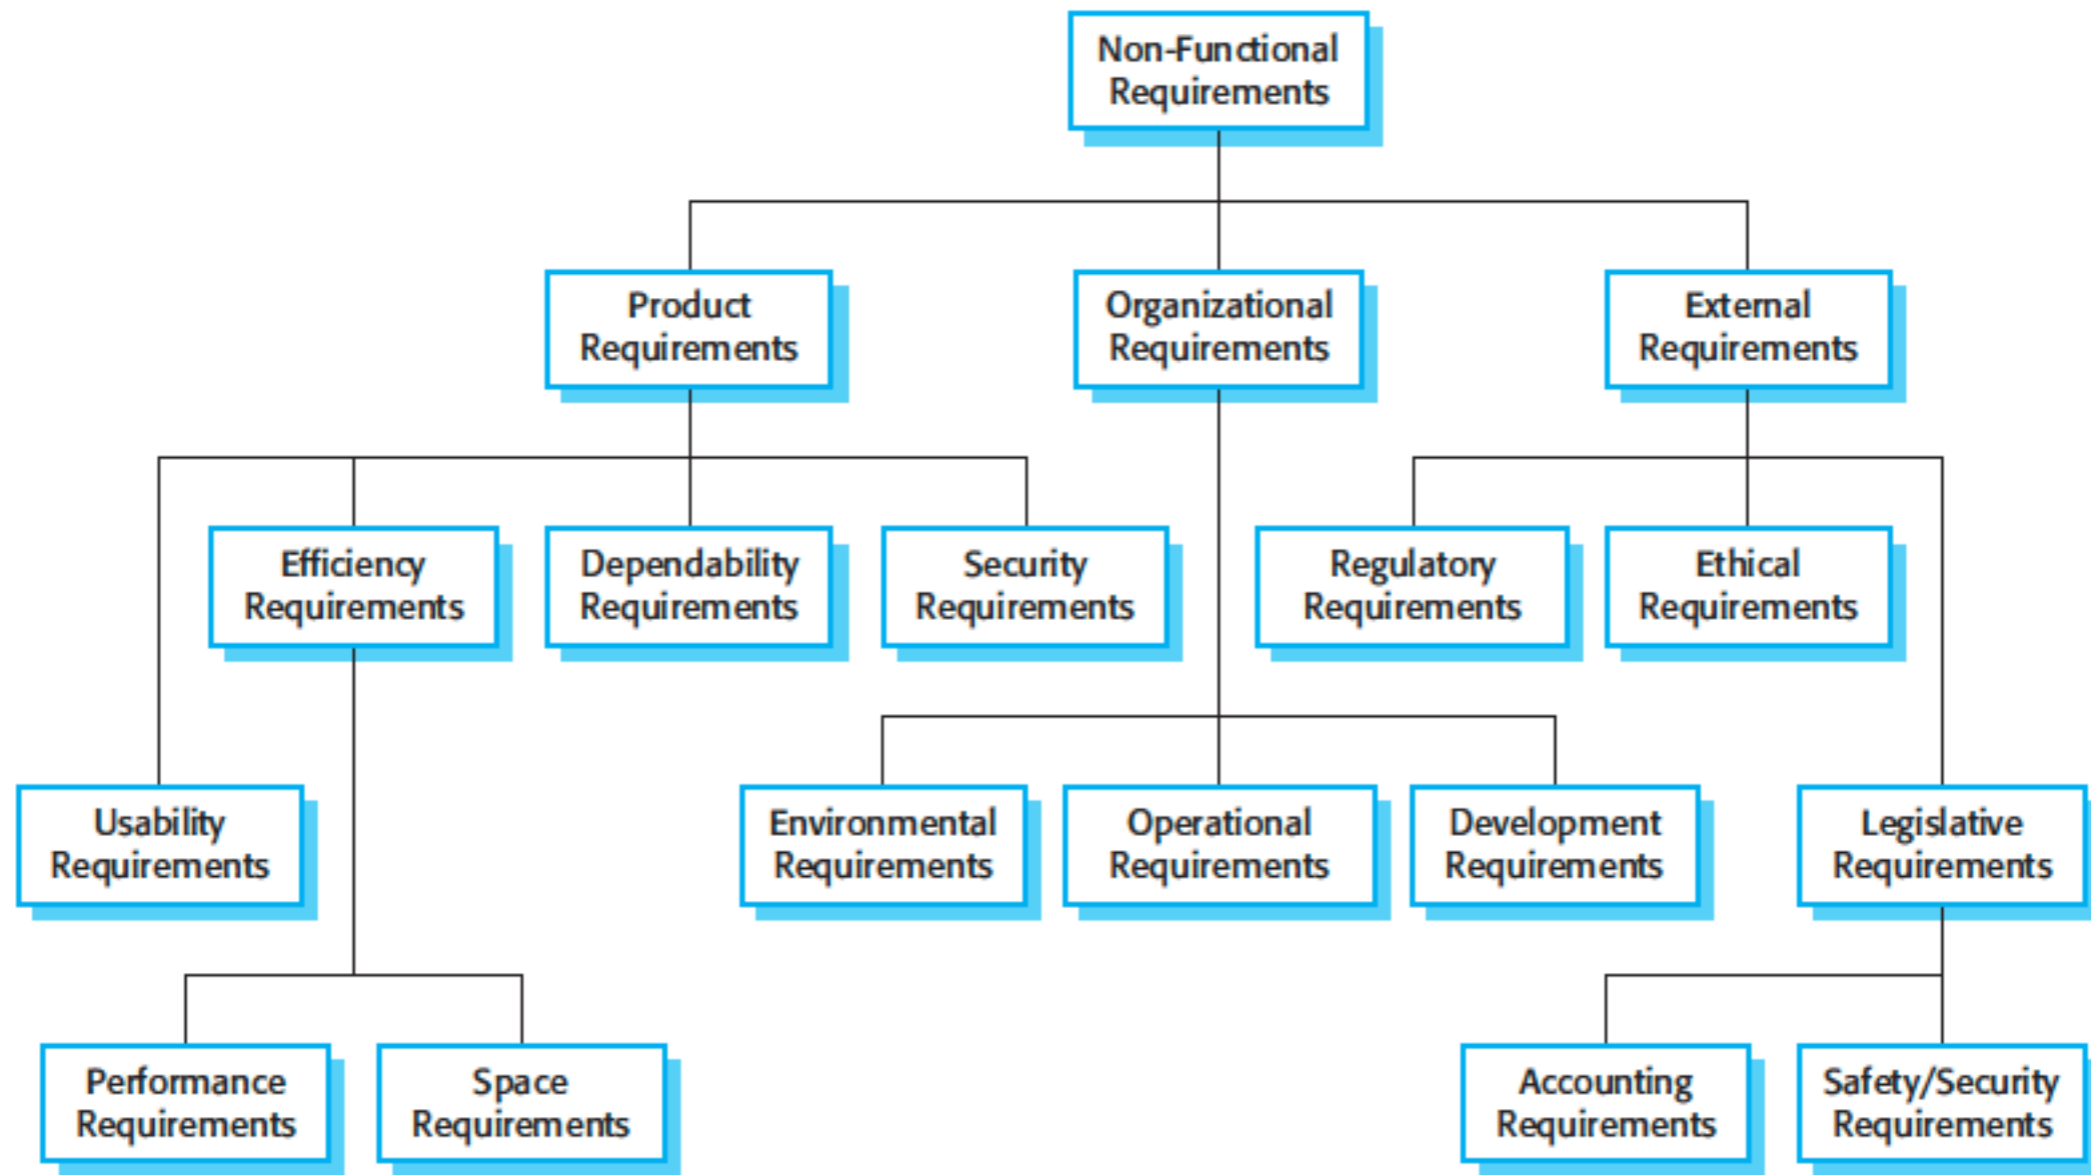 Non-Functional
Requirements
Product
Requirements
Organizational
Requirements
External
Requirements
Efficiency
Requirements
Dependability
Requirements
Security
Requirements
Regulatory
Requirements
Ethical
Requirements
Usability
Requirements
Environmental
Requirements
Operational
Requirements
Development
Requirements
Legislative
Requirements
Performance
Requirements
Space
Requirements
Accounting
Requirements
Safety/Security
Requirements